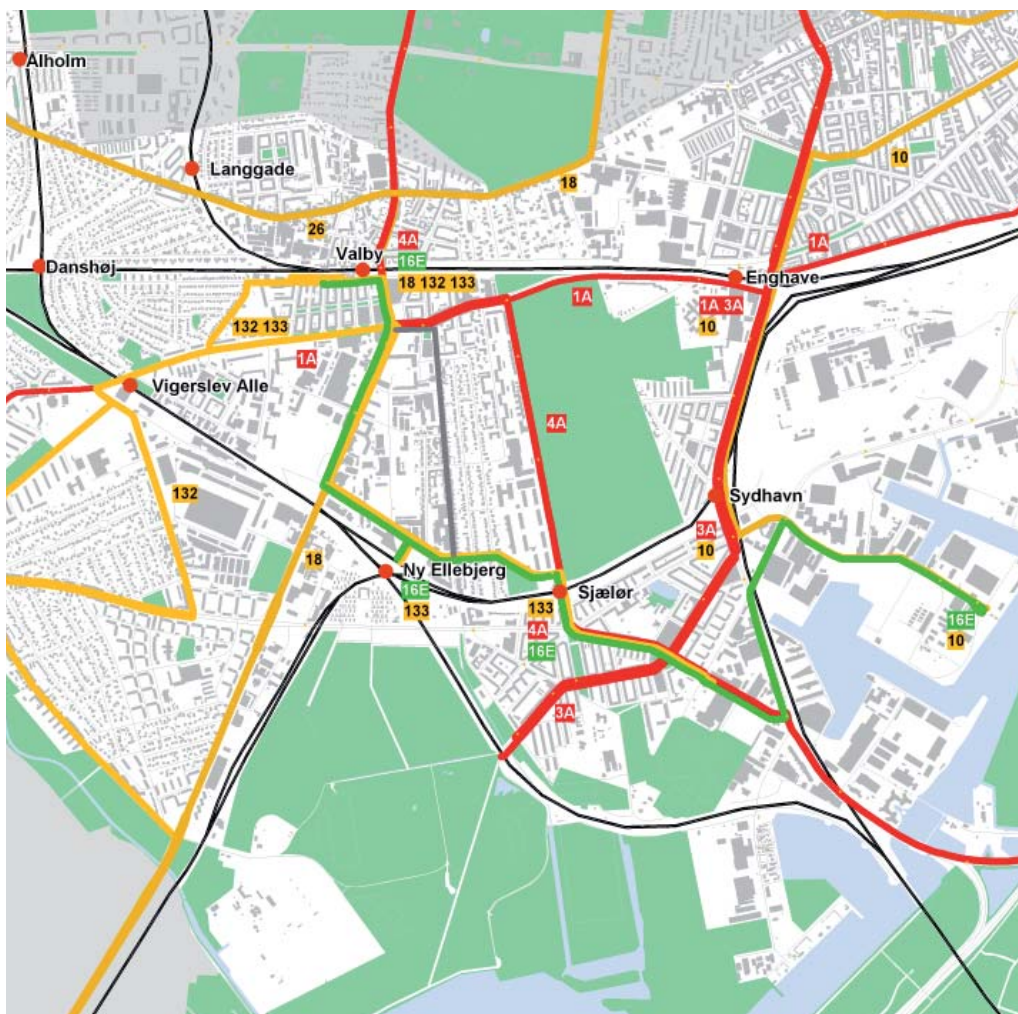 Ålholm
Langgade
18
10
26
4A
1A
Valby
16E
Danshøj
Enghave
18 132 133
1A
1A 3A
132 133
10
1A
Vigerslev Alle
4A
132
Sydhavn
3A
18
10
Ny Ellebjerg
16E
Sjælør
133
133
4A
16E
16E
10
3A